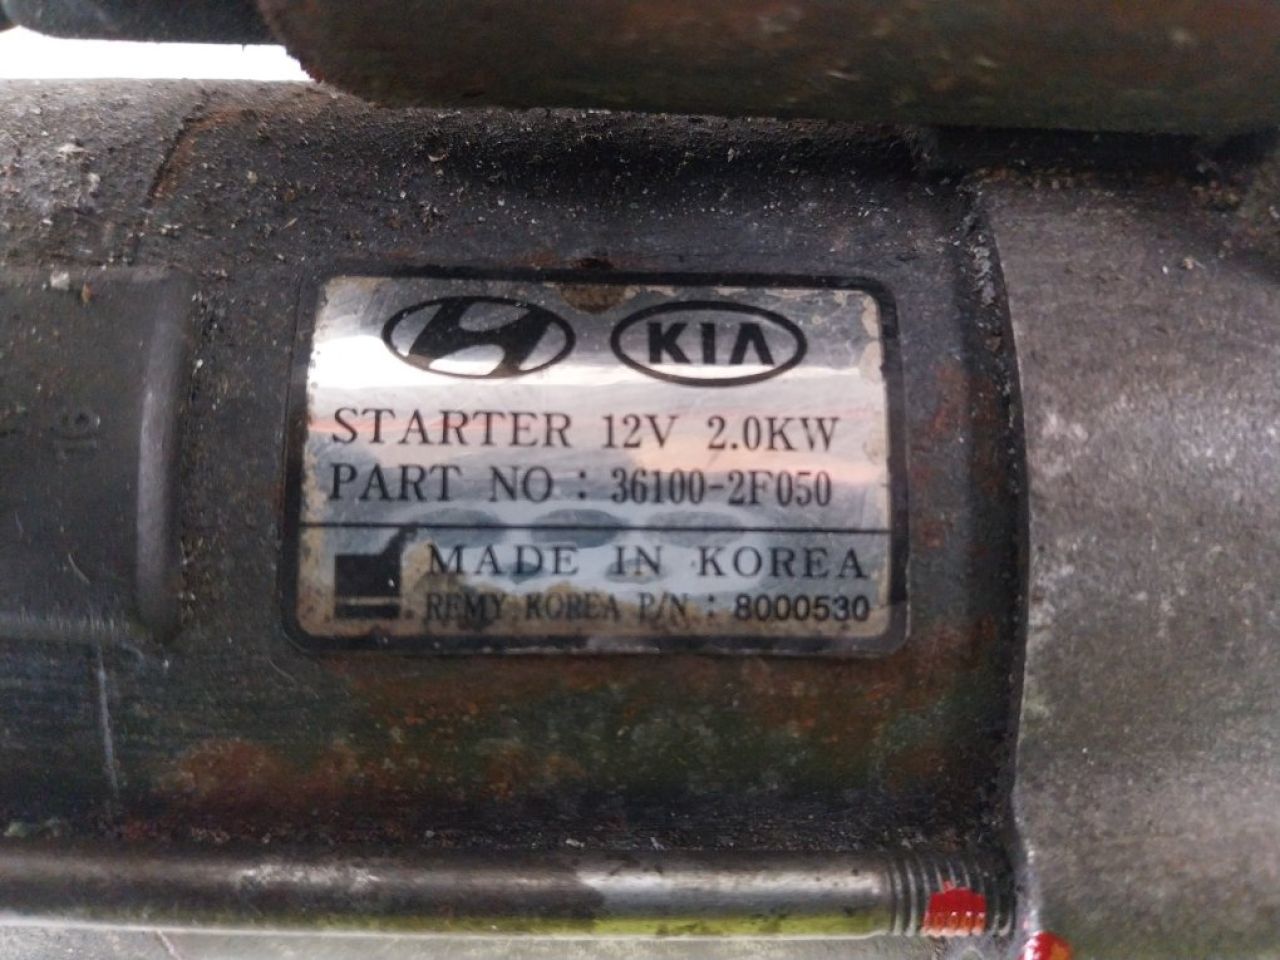 KIA
STARTER 12V 2.0KW
PART NO : 36100-2F050
MADE IN KOREA
REMY KOREA P/N : 8000530